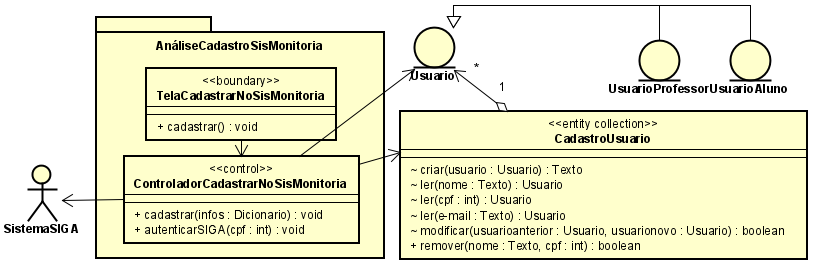 AnáliseCadastroSisMonitoria
<<boundary>>
TelaCadastrarNoSisMonitoria
+ cadastrar() : void
<<control>>
ControladorCadastrarNoSisMonitoria
+ cadastrar(infos : Dicionario) : void
+ autenticarSIGA(cpf : int) : void
SistemaSIGA
Usuario
*
1
UsuarioProfessor
UsuarioAluno
<<entity collection>>
CadastroUsuario
~ criar(usuario : Usuario) : Texto
~ ler(nome : Texto) : Usuario
~ ler(cpf : int) : Usuario
~ ler(e-mail : Texto) : Usuario
~ modificar(usuarioanterior : Usuario, usuarionovo : Usuario) : boolean
+ remover(nome : Texto, cpf : int) : boolean